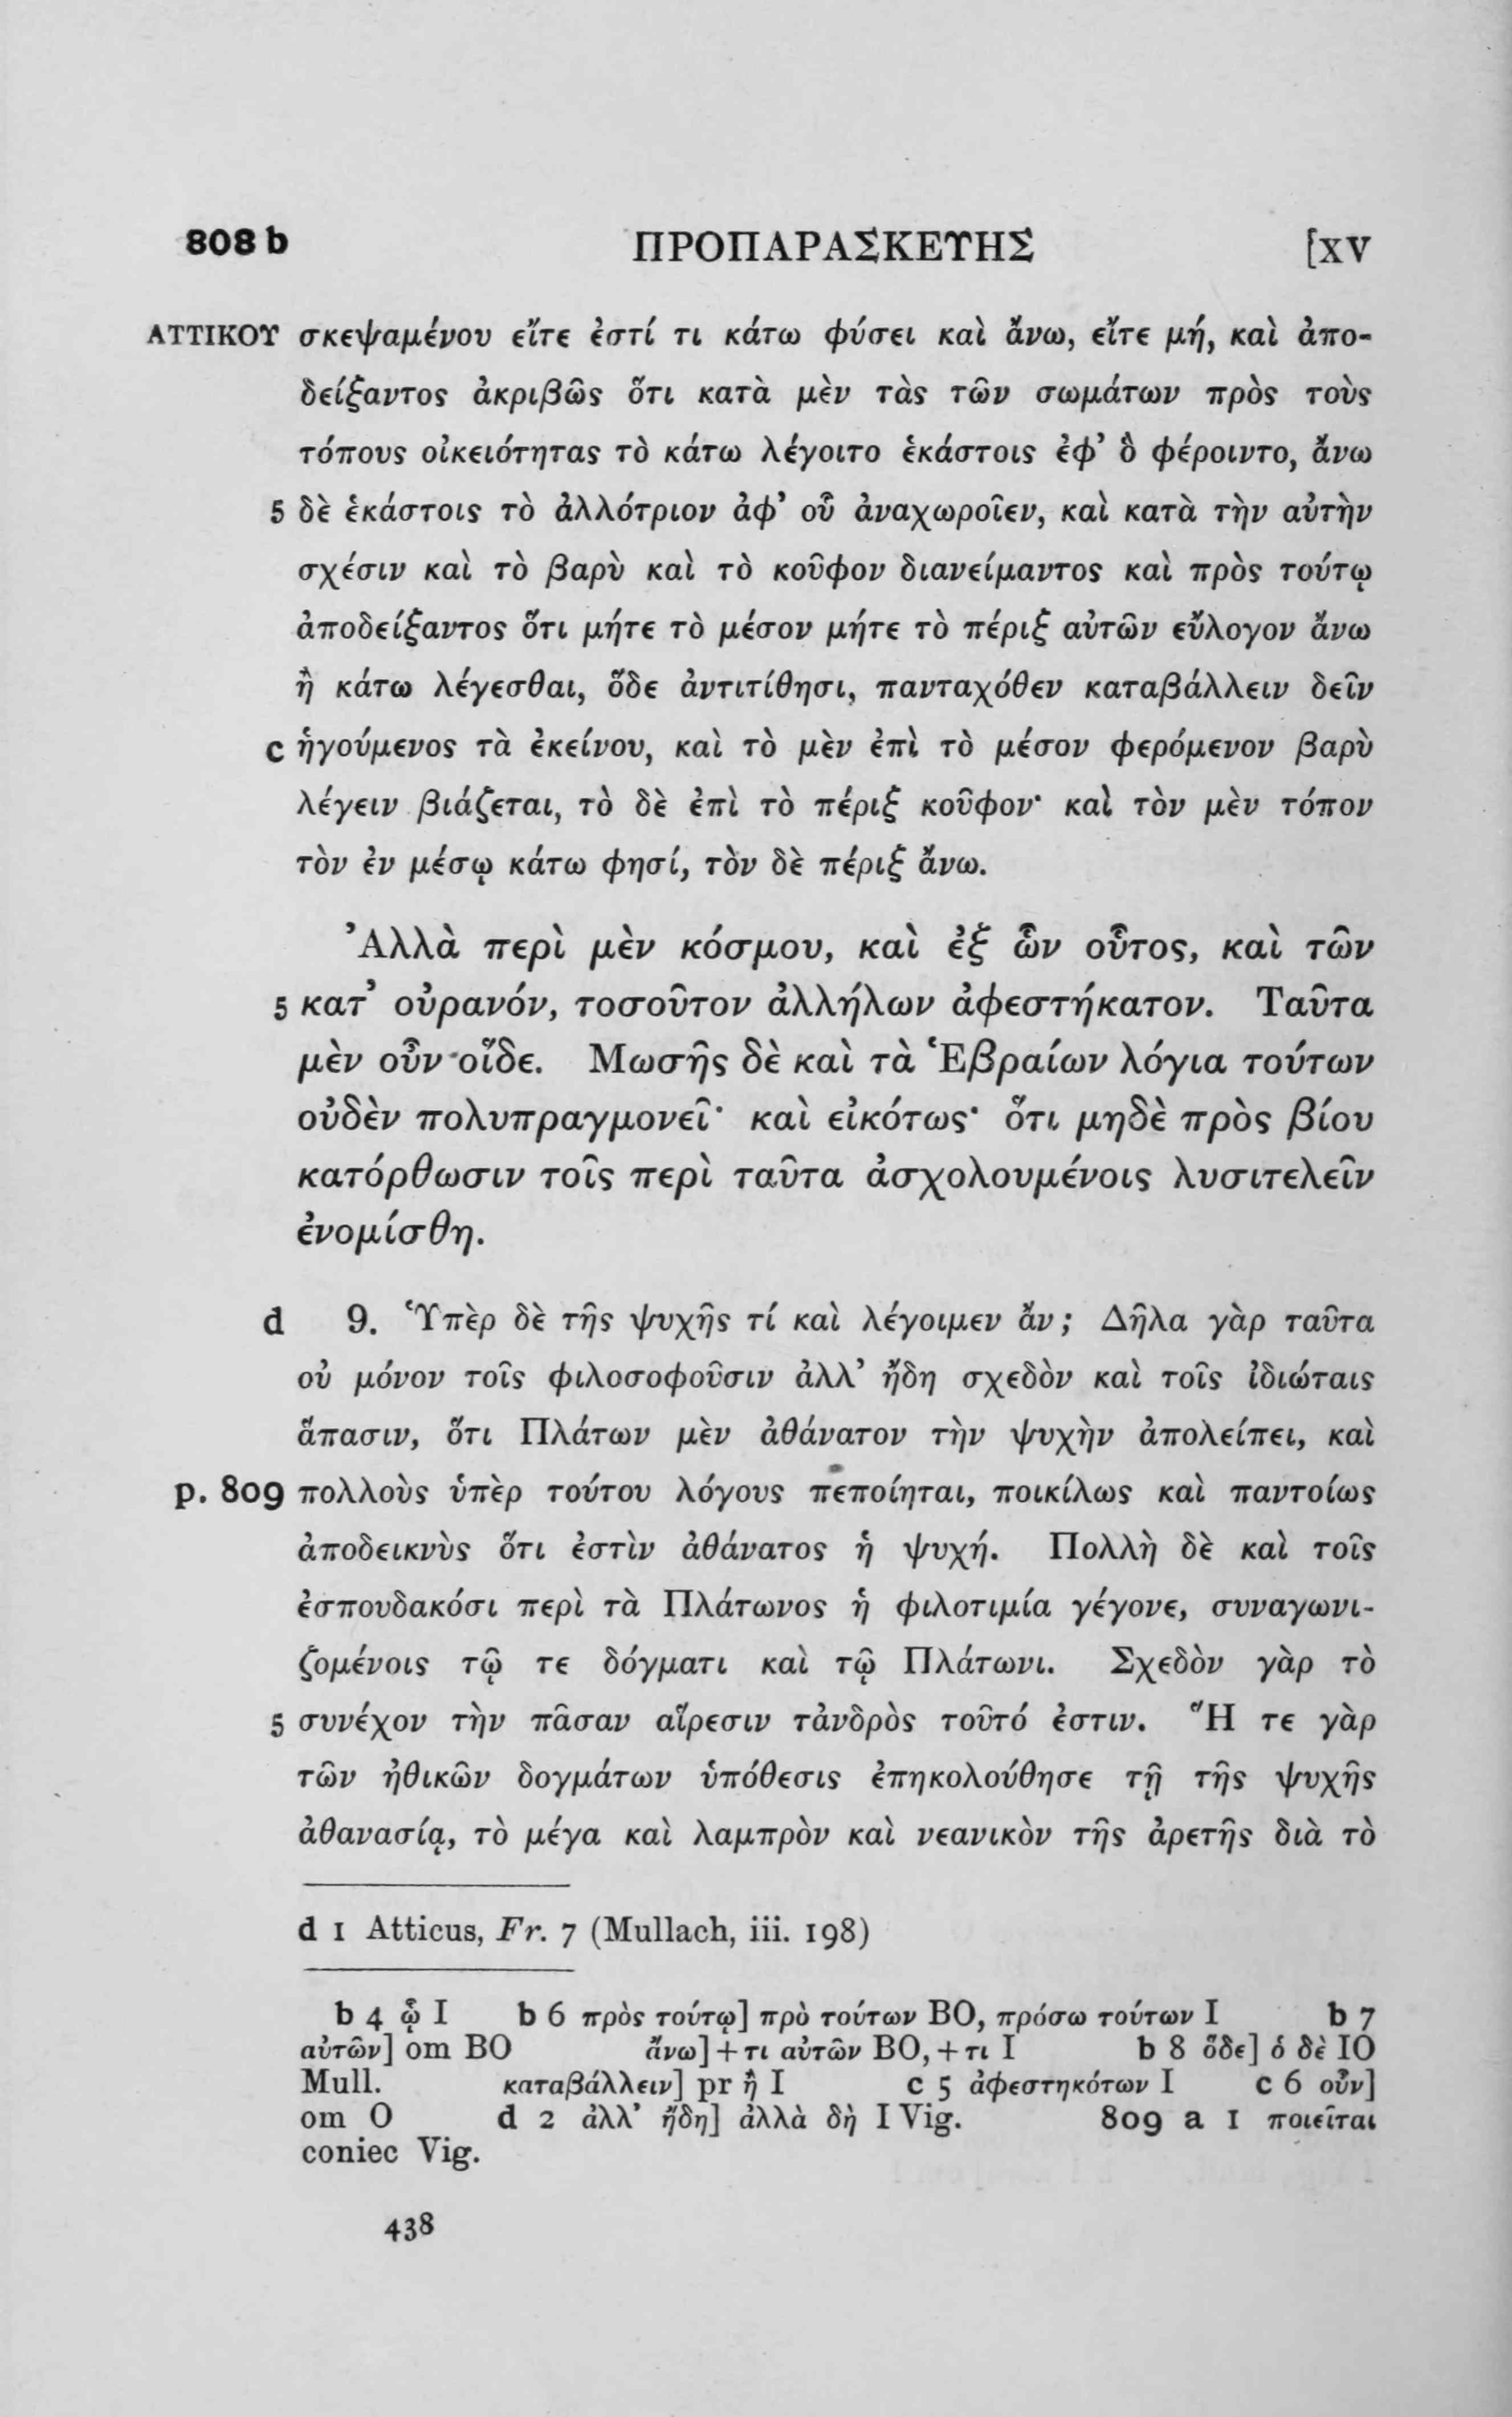 808 b ΠΡΟΠΑΡΑΣΚΕΥΗΣ [XV
ΑΤΤΙΚΟΥ σκεψαμένου εἴτε ἐστί τι κάτω φύσει καὶ ἄνω, εἴτε μή, καὶ ἀπο-
δείξαντος ἀκριβῶς ὅτι κατὰ μὲν τὰς τῶν σωμάτων πρὸς τοὺς
τόπους οἰκειότητας τὸ κάτω λέγοιτο ἑκάστοις ἐφ’ ὃ φέροιντο, ἄνω
5 δὲ ἑκάστοις τὸ ἀλλότριον ἀφ’ οὗ ἀναχωροῖεν, καὶ κατὰ τὴν αὐτὴν
σχέσιν καὶ τὸ βαρὺ καὶ τὸ κοῦφον διανείμαντος καὶ πρὸς τούτῳ
ἀποδείξαντος ὅτι μήτε τὸ μέσον μήτε τὸ πέριξ αὐτῶν εὔλογον ἄνω
ἢ κάτω λέγεσθαι, ὅδε ἀντιτίθησι, πανταχόθεν καταβάλλειν δεῖν
c ἡγούμενος τὰ ἐκείνου, καὶ τὸ μὲν ἐπὶ τὸ μέσον φερόμενον βαρὺ
λέγειν βιάζεται, τὸ δὲ ἐπὶ τὸ πέριξ κοῦφον· καὶ τὸν μὲν τόπον
τὸν ἐν μέσῳ κάτω φησί, τὸν δὲ πέριξ ἄνω.
Ἀλλὰ περὶ μὲν κόσμου, καὶ ἐξ ὧν οὗτος, καὶ τῶν
5 κατ’ οὐρανόν, τοσοῦτον ἀλλήλων ἀφεστήκατον. Ταῦτα
μὲν οὖν οἵδε. Μωσῆς δὲ καὶ τὰ Ἑβραίων λόγια τούτων
οὐδὲν πολυπραγμονεῖ· καὶ εἰκότως· ὅτι μηδὲ πρὸς βίου
κατόρθωσιν τοῖς περὶ ταῦτα ἀσχολουμένοις λυσιτελεῖν
ἐνομίσθη.
d 9. Ὑπὲρ δὲ τῆς ψυχῆς τί καὶ λέγοιμεν ἄν; Δῆλα γὰρ ταῦτα
οὐ μόνον τοῖς φιλοσοφοῦσιν ἀλλ’ ἤδη σχεδὸν καὶ τοῖς ἰδιώταις
ἅπασιν, ὅτι Πλάτων μὲν ἀθάνατον τὴν ψυχὴν ἀπολείπει, καὶ
p. 809 πολλοὺς ὑπὲρ τούτου λόγους πεποίηται, ποικίλως καὶ παντοίως
ἀποδεικνὺς ὅτι ἐστὶν ἀθάνατος ἡ ψυχή. Πολλὴ δὲ καὶ τοῖς
ἐσπουδακόσι περὶ τὰ Πλάτωνος ἡ φιλοτιμία γέγονε, συναγωνι-
ζομένοις τῷ τε δόγματι καὶ τῷ Πλάτωνι. Σχεδὸν γὰρ τὸ
5 συνέχον τὴν πᾶσαν αἵρεσιν τἀνδρὸς τοῦτό ἐστιν. Ἥ τε γὰρ
τῶν ἠθικῶν δογμάτων ὑπόθεσις ἐπηκολούθησε τῇ τῆς ψυχῆς
ἀθανασίᾳ, τὸ μέγα καὶ λαμπρὸν καὶ νεανικὸν τῆς ἀρετῆς διὰ τὸ
d 1 Atticus, Fr. 7 (Mullach, iii. 198)
b 4 ᾧ I b 6 πρὸς τούτῳ] πρὸ τούτων BO, πρόσω τούτων I b 7
αὐτῶν] om BO ἄνω] + τι αὐτῶν BO, + τι I b 8 ὅδε] ὁ δὲ IO
Mull. καταβάλλειν] pr ἢ I c 5 ἀφεστηκότων I c 6 οὖν]
om O d 2 ἀλλ’ ἤδη] ἀλλὰ δὴ I Vig. 809 a 1 ποιεῖται
coniec Vig.
438